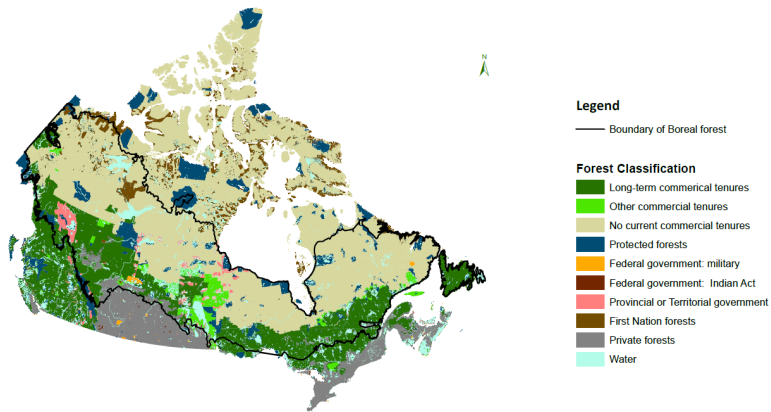 N
Legend
Boundary of Boreal forest
Forest Classification
Long-term commerical tenures
Other commercial tenures
No current commercial tenures
Protected forests
Federal government: military
Federal government: Indian Act
Provincial or Territorial government
First Nation forests
Private forests
Water